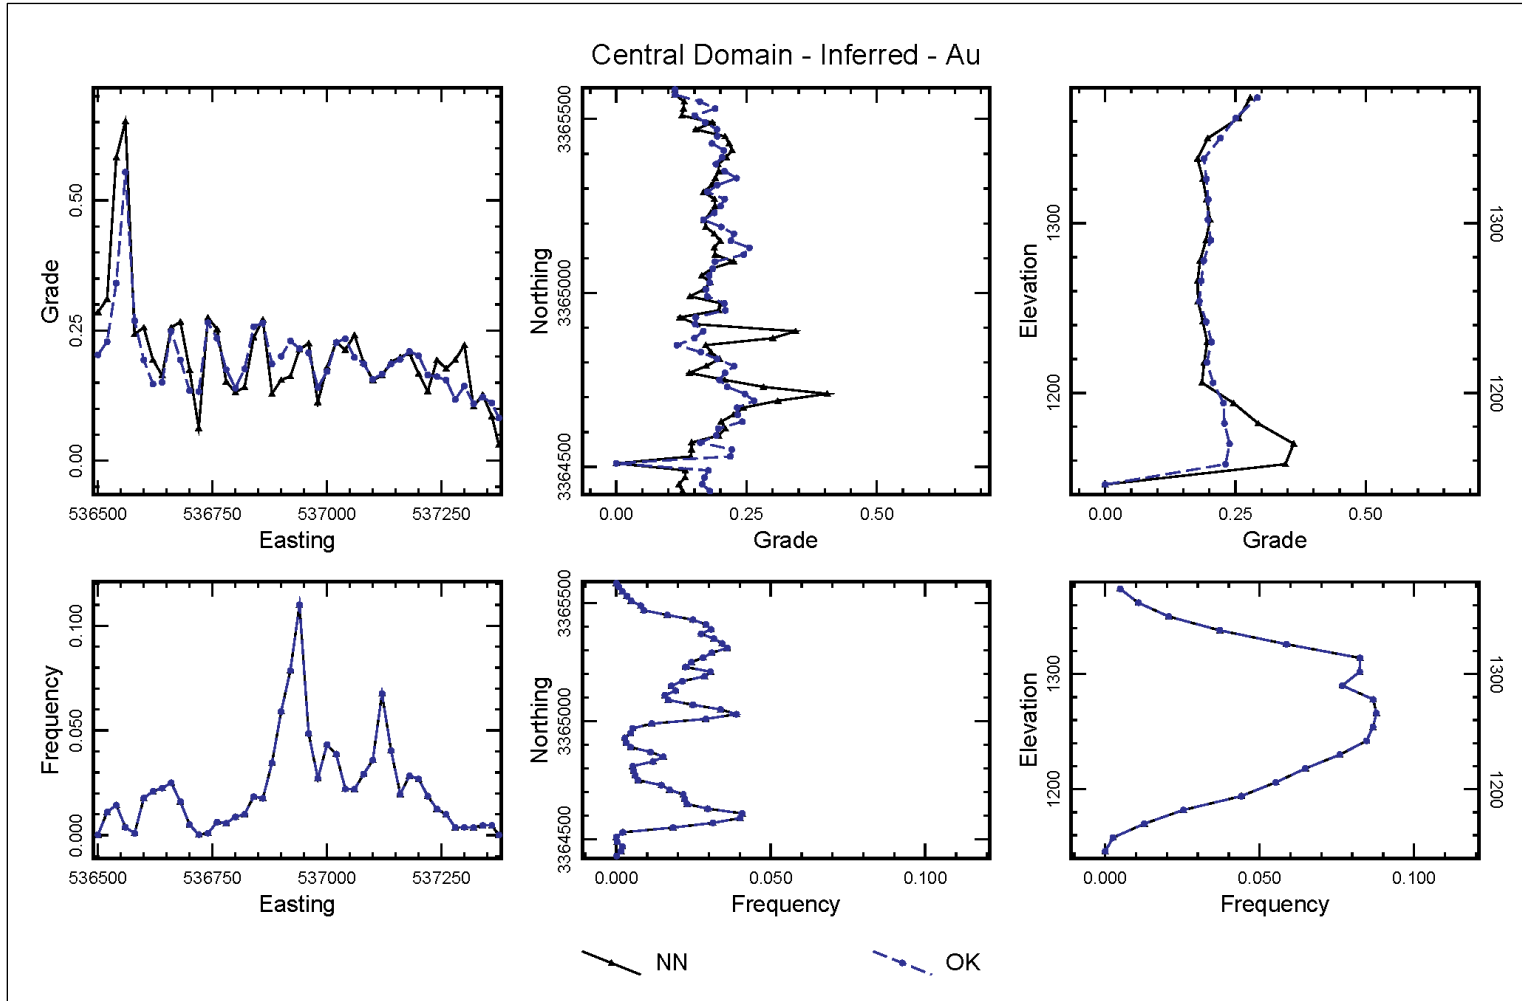 Central Domain - Inferred - Au
Grade
0.50
0.25
0.00
536500 536750 537000 537250
Easting
Northing
3365500
3365000
3364500
0.00 0.25 0.50
Grade
Elevation
1300
1200
1300
1200
0.00 0.25 0.50
Grade
Frequency
0.100
0.050
0.000
536500 536750 537000 537250
Easting
Northing
3365500
3365000
3364500
0.000 0.050 0.100
Frequency
Elevation
1300
1200
1300
1200
0.000 0.050 0.100
Frequency
NN OK